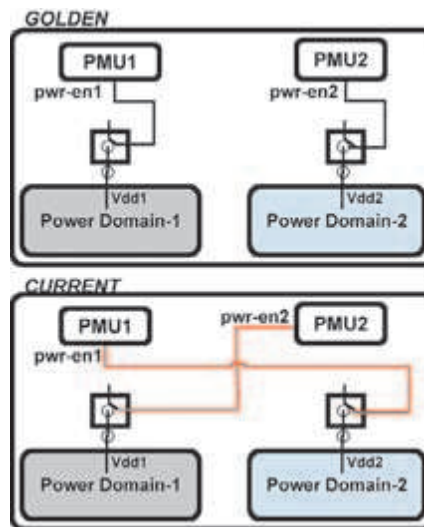 GOLDEN
PMU1
PMU2
pwr-en1
pwr-en2
Vdd1
Vdd2
Power Domain-1
Power Domain-2
CURRENT
PMU1
pwr-en2
PMU2
pwr-en1
Vdd1
Vdd2
Power Domain-1
Power Domain-2